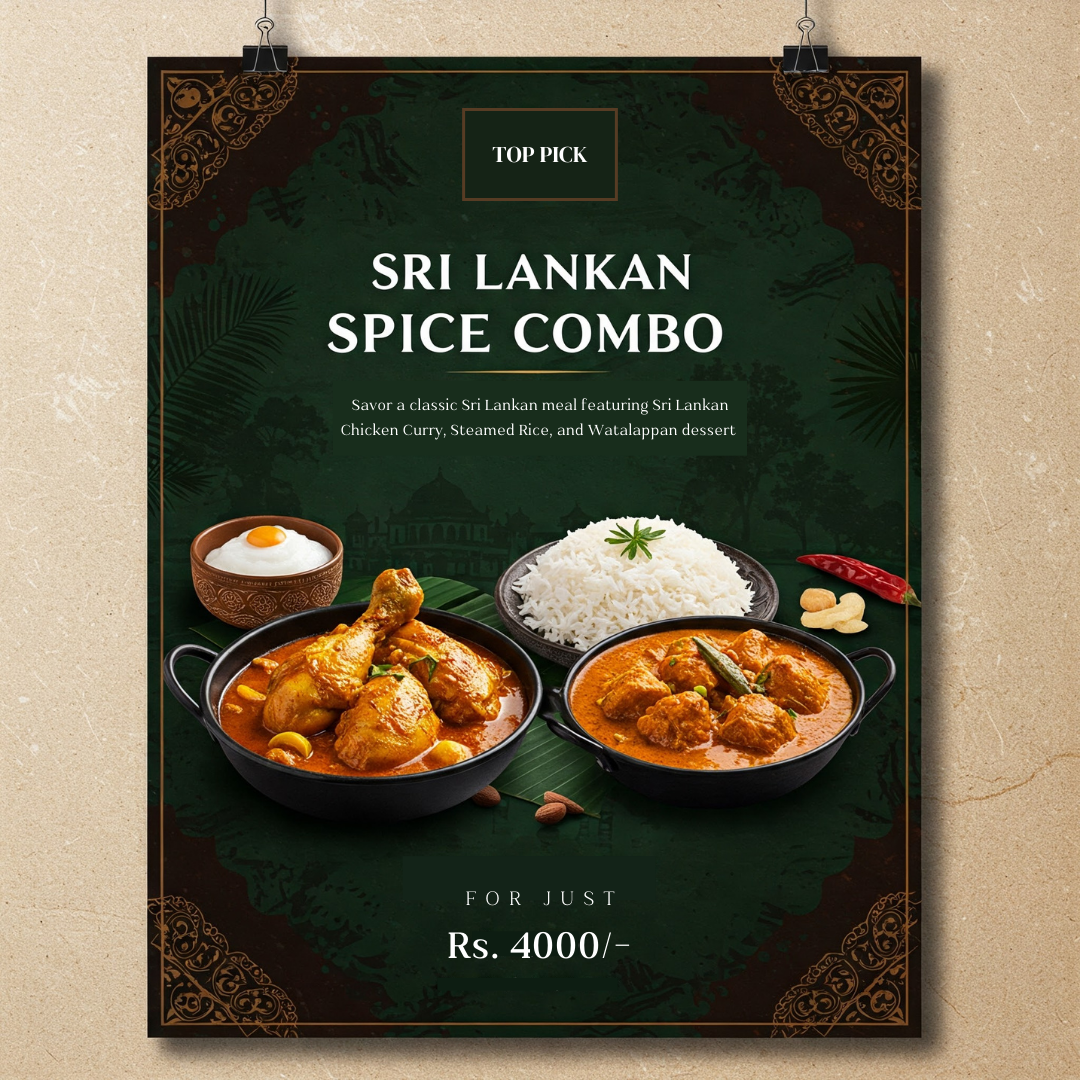 TOP PICK
SRI LANKAN
SPICE COMBO
Savor a classic Sri Lankan meal featuring Sri Lankan
Chicken Curry, Steamed Rice, and Watalappan dessert
FOR JUST
Rs. 4000/-